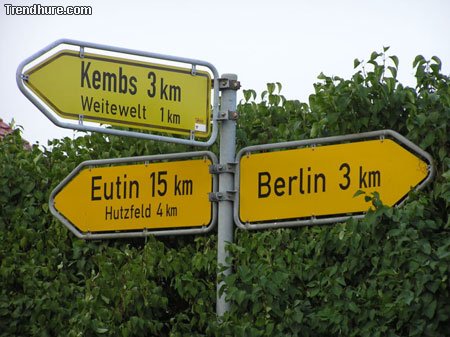 Trendhure.com
Kembs 3 km
Weitewelt 1 km
Eutin 15 km
Hutzfeld 4 km
Berlin 3 km